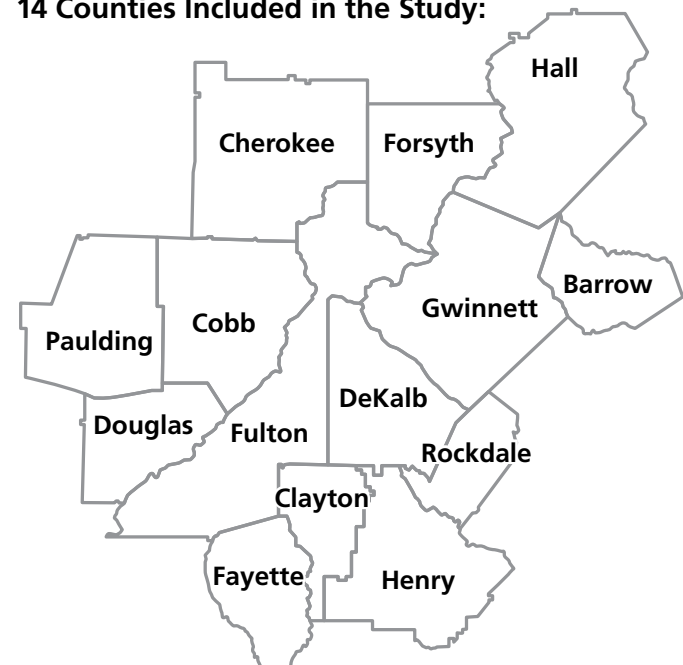 14 Counties Included in the Study:
Hall
Cherokee
Forsyth
Barrow
Gwinnett
Cobb
Paulding
DeKalb
Douglas
Fulton
Rockdale
Clayton
Fayette
Henry